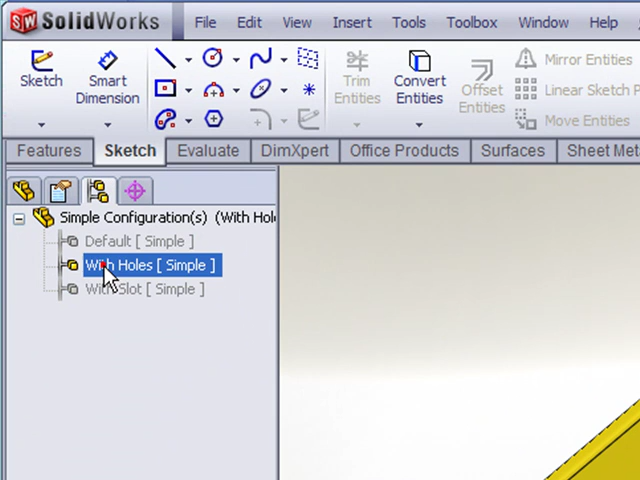 SW SolidWorks File Edit View Insert Tools Toolbox Window Help
Sketch Smart Dimension Trim Entities Convert Entities Offset Entities Mirror Entities
Linear Sketch P
Move Entities
Features Sketch Evaluate DimXpert Office Products Surfaces Sheet Met
Simple Configuration(s) (With Hol
Default [ Simple ]
With Holes [ Simple ]
With Slot [ Simple ]